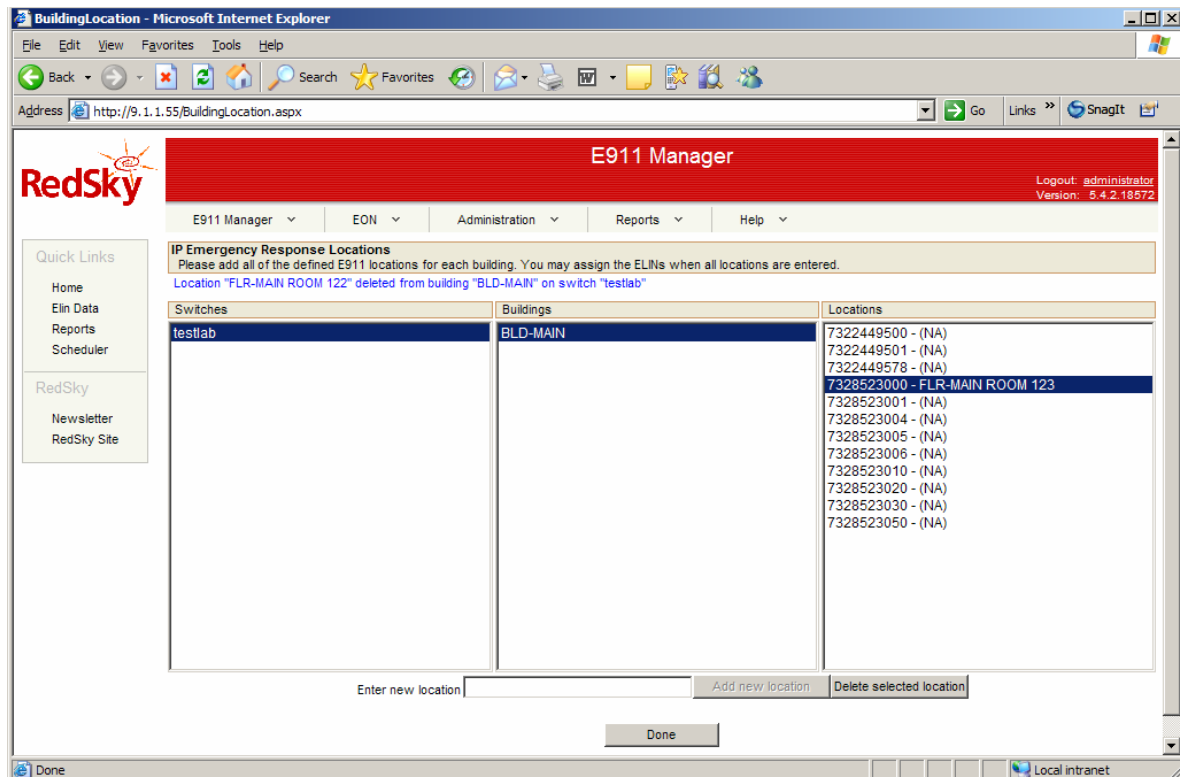 BuildingLocation - Microsoft Internet Explorer
File Edit View Favorites Tools Help
Back Search Favorites
Address http://9.1.1.55/BuildingLocation.aspx Go Links » SnagIt
RedSky
E911 Manager
Logout: administrator
Version: 5.4.2.18572
E911 Manager EON Administration Reports Help
Quick Links
Home
Elin Data
Reports
Scheduler
RedSky
Newsletter
RedSky Site
IP Emergency Response Locations
Please add all of the defined E911 locations for each building. You may assign the ELINs when all locations are entered.
Location "FLR-MAIN ROOM 122" deleted from building "BLD-MAIN" on switch "testlab"
Switches
testlab
Buildings
BLD-MAIN
Locations
7322449500 - (NA)
7322449501 - (NA)
7322449578 - (NA)
7328523000 - FLR-MAIN ROOM 123
7328523001 - (NA)
7328523004 - (NA)
7328523005 - (NA)
7328523006 - (NA)
7328523010 - (NA)
7328523020 - (NA)
7328523030 - (NA)
7328523050 - (NA)
Enter new location Add new location Delete selected location
Done
Done Local intranet